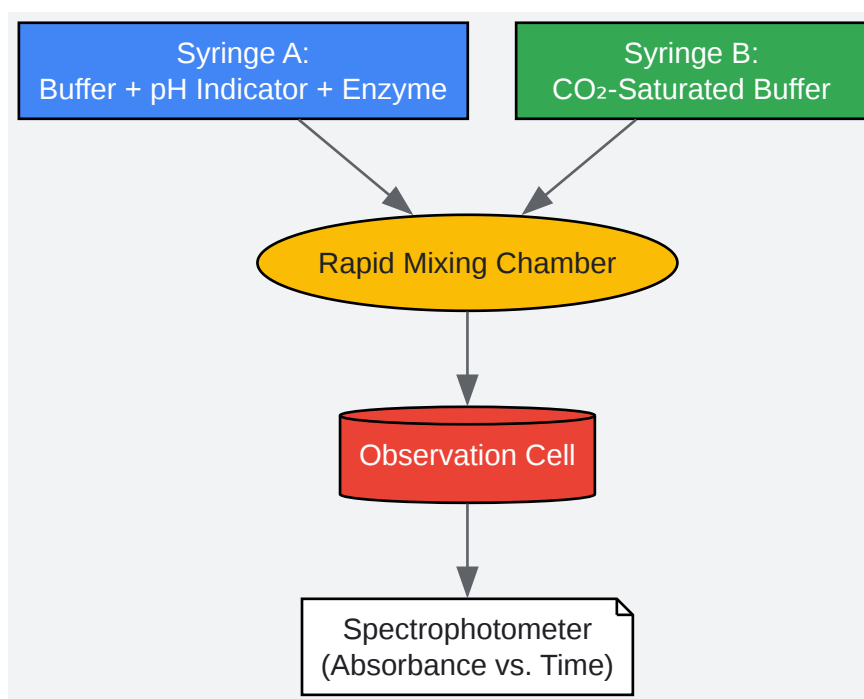 Syringe A:
Buffer + pH Indicator + Enzyme
Syringe B:
CO₂-Saturated Buffer
Rapid Mixing Chamber
Observation Cell
Spectrophotometer
(Absorbance vs. Time)